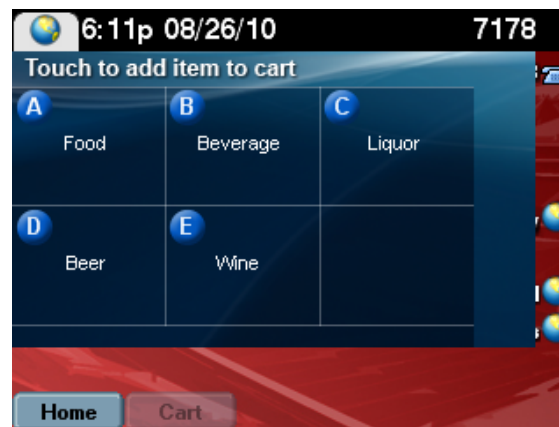 6:11p 08/26/10 7178
Touch to add item to cart
A B C
Food Beverage Liquor
D E
Beer Wine
Home Cart